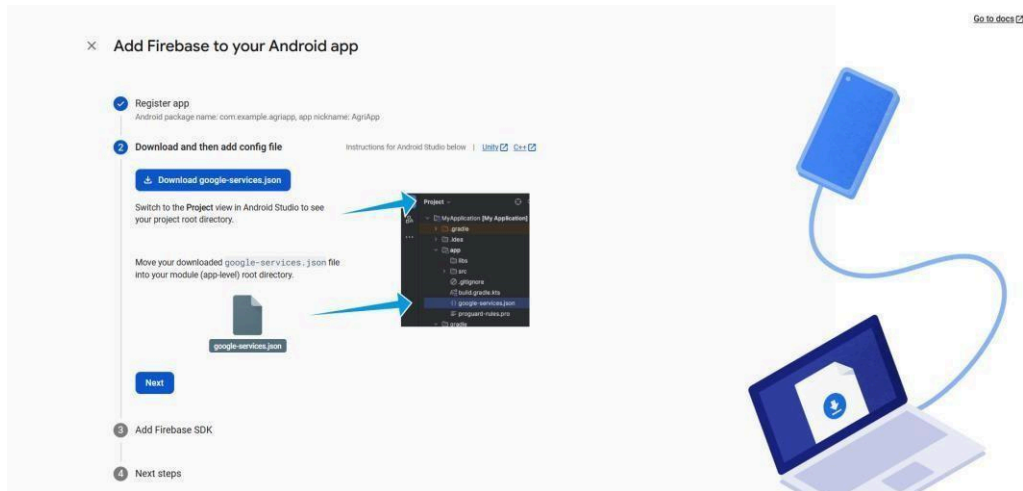 Go to docs
Add Firebase to your Android app
Register app
Android package name: com.example.agriapp, app nickname: AgriApp
2 Download and then add config file
Instructions for Android Studio below | Unity C++
Download google-services.json
Switch to the Project view in Android Studio to see
your project root directory.
Move your downloaded google-services.json file
into your module (app-level) root directory.
google-services.json
Project
MyApplication [My Application]
.gradle
.idea
app
libs
src
.gitignore
build.gradle.kts
google-services.json
proguard-rules.pro
gradle
Next
3 Add Firebase SDK
4 Next steps